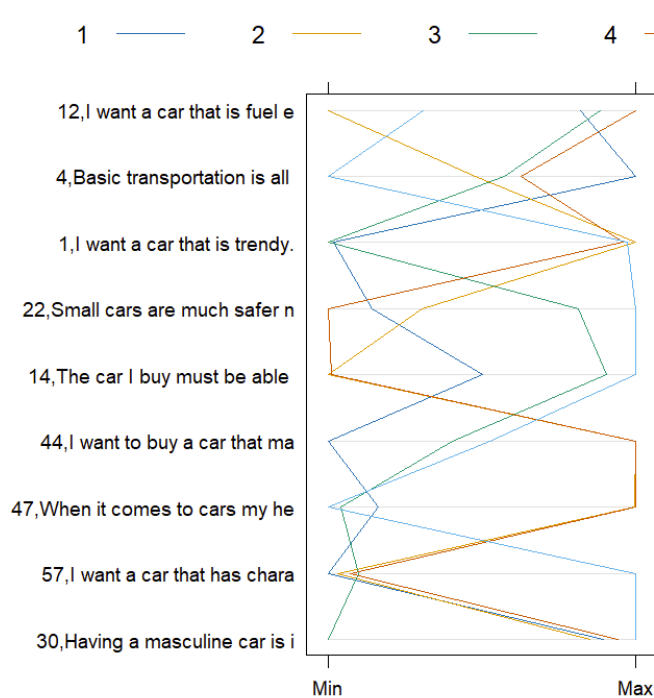 1 2 3 4
12,I want a car that is fuel e
4,Basic transportation is all
1,I want a car that is trendy.
22,Small cars are much safer n
14,The car I buy must be able
44,I want to buy a car that ma
47,When it comes to cars my he
57,I want a car that has chara
30,Having a masculine car is i
Min Max